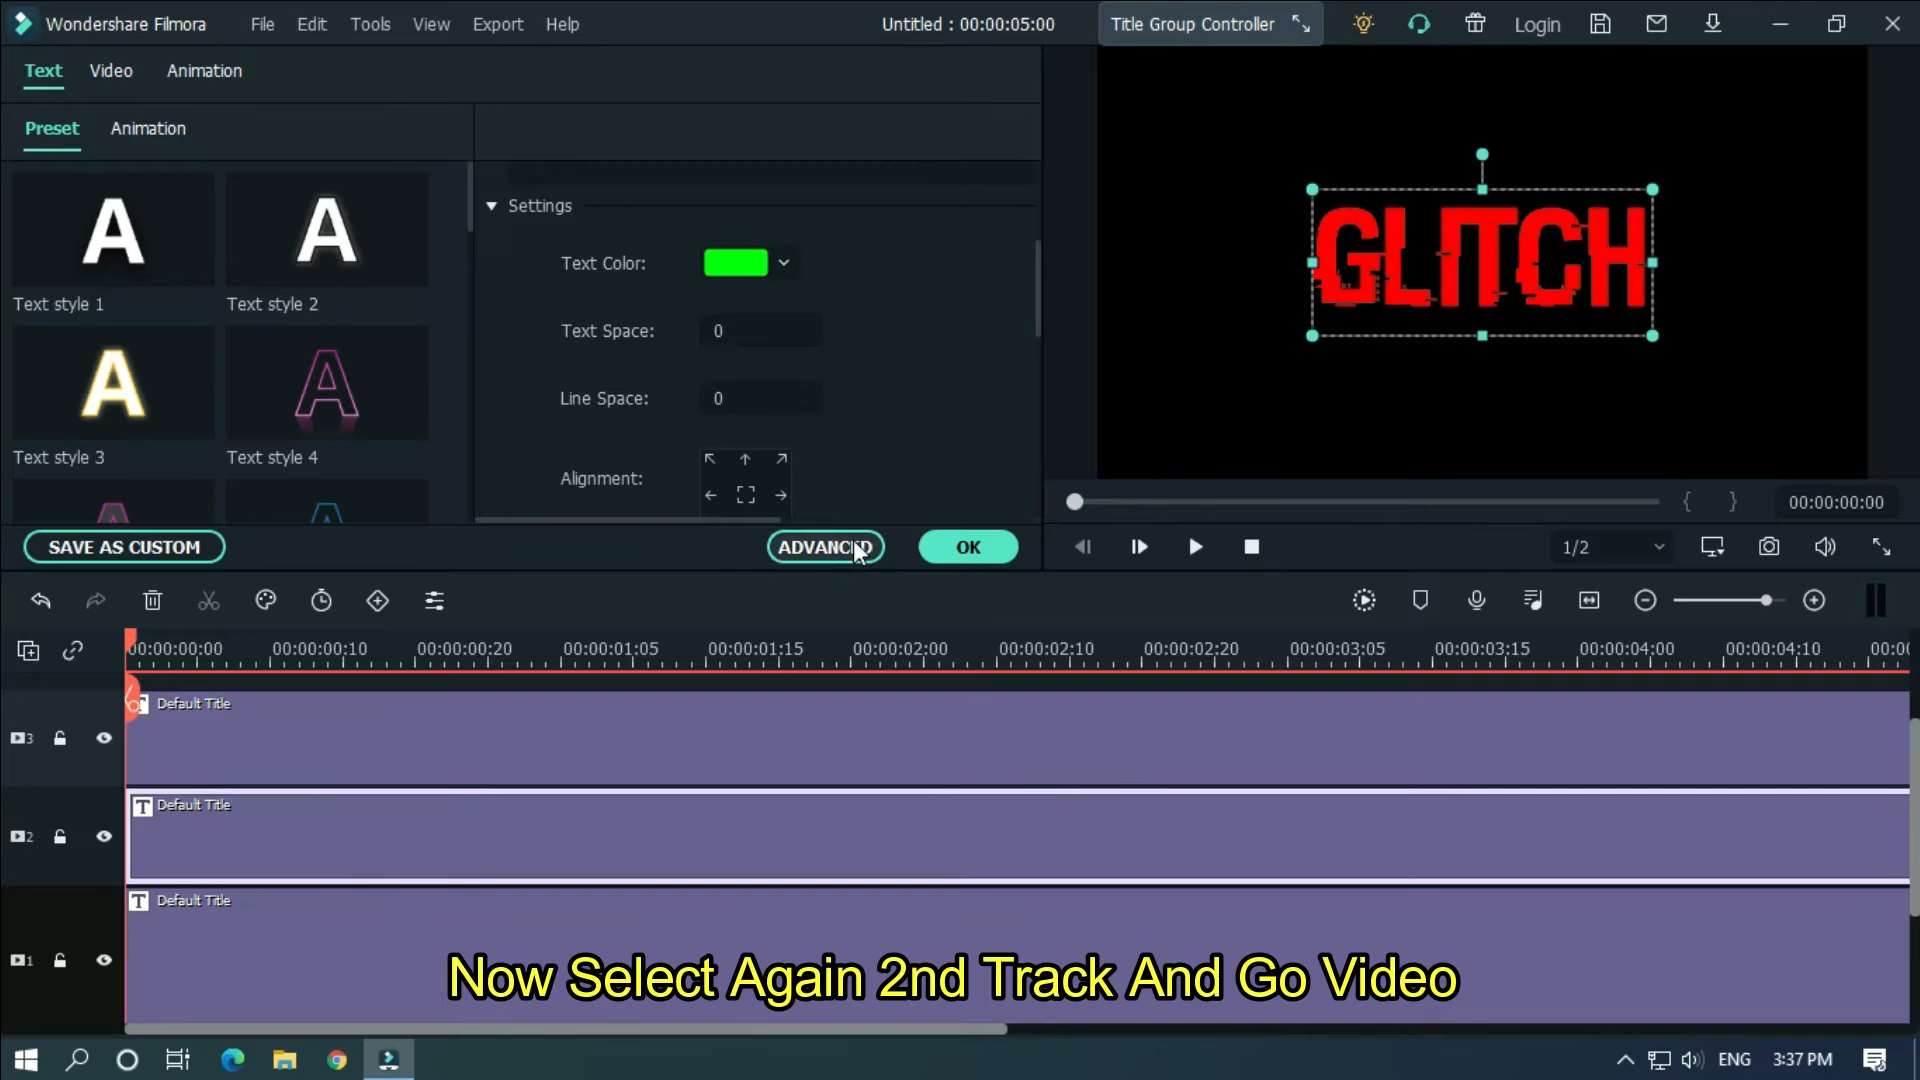 Wondershare Filmora File Edit Tools View Export Help Untitled : 00:00:05:00 Title Group Controller Login
Text Video Animation
Preset Animation
Settings
Text Color:
Text Space: 0
Line Space: 0
Alignment:
A A
Text style 1 Text style 2
A A
Text style 3 Text style 4
GLITCH
{ } 00:00:00:00
SAVE AS CUSTOM ADVANCED OK
1/2
00:00:00:00 00:00:00:10 00:00:00:20 00:00:01:05 00:00:01:15 00:00:02:00 00:00:02:10 00:00:02:20 00:00:03:05 00:00:03:15 00:00:04:00 00:00:04:10
Default Title
3
T Default Title
2
T Default Title
1
Now Select Again 2nd Track And Go Video
ENG 3:37 PM